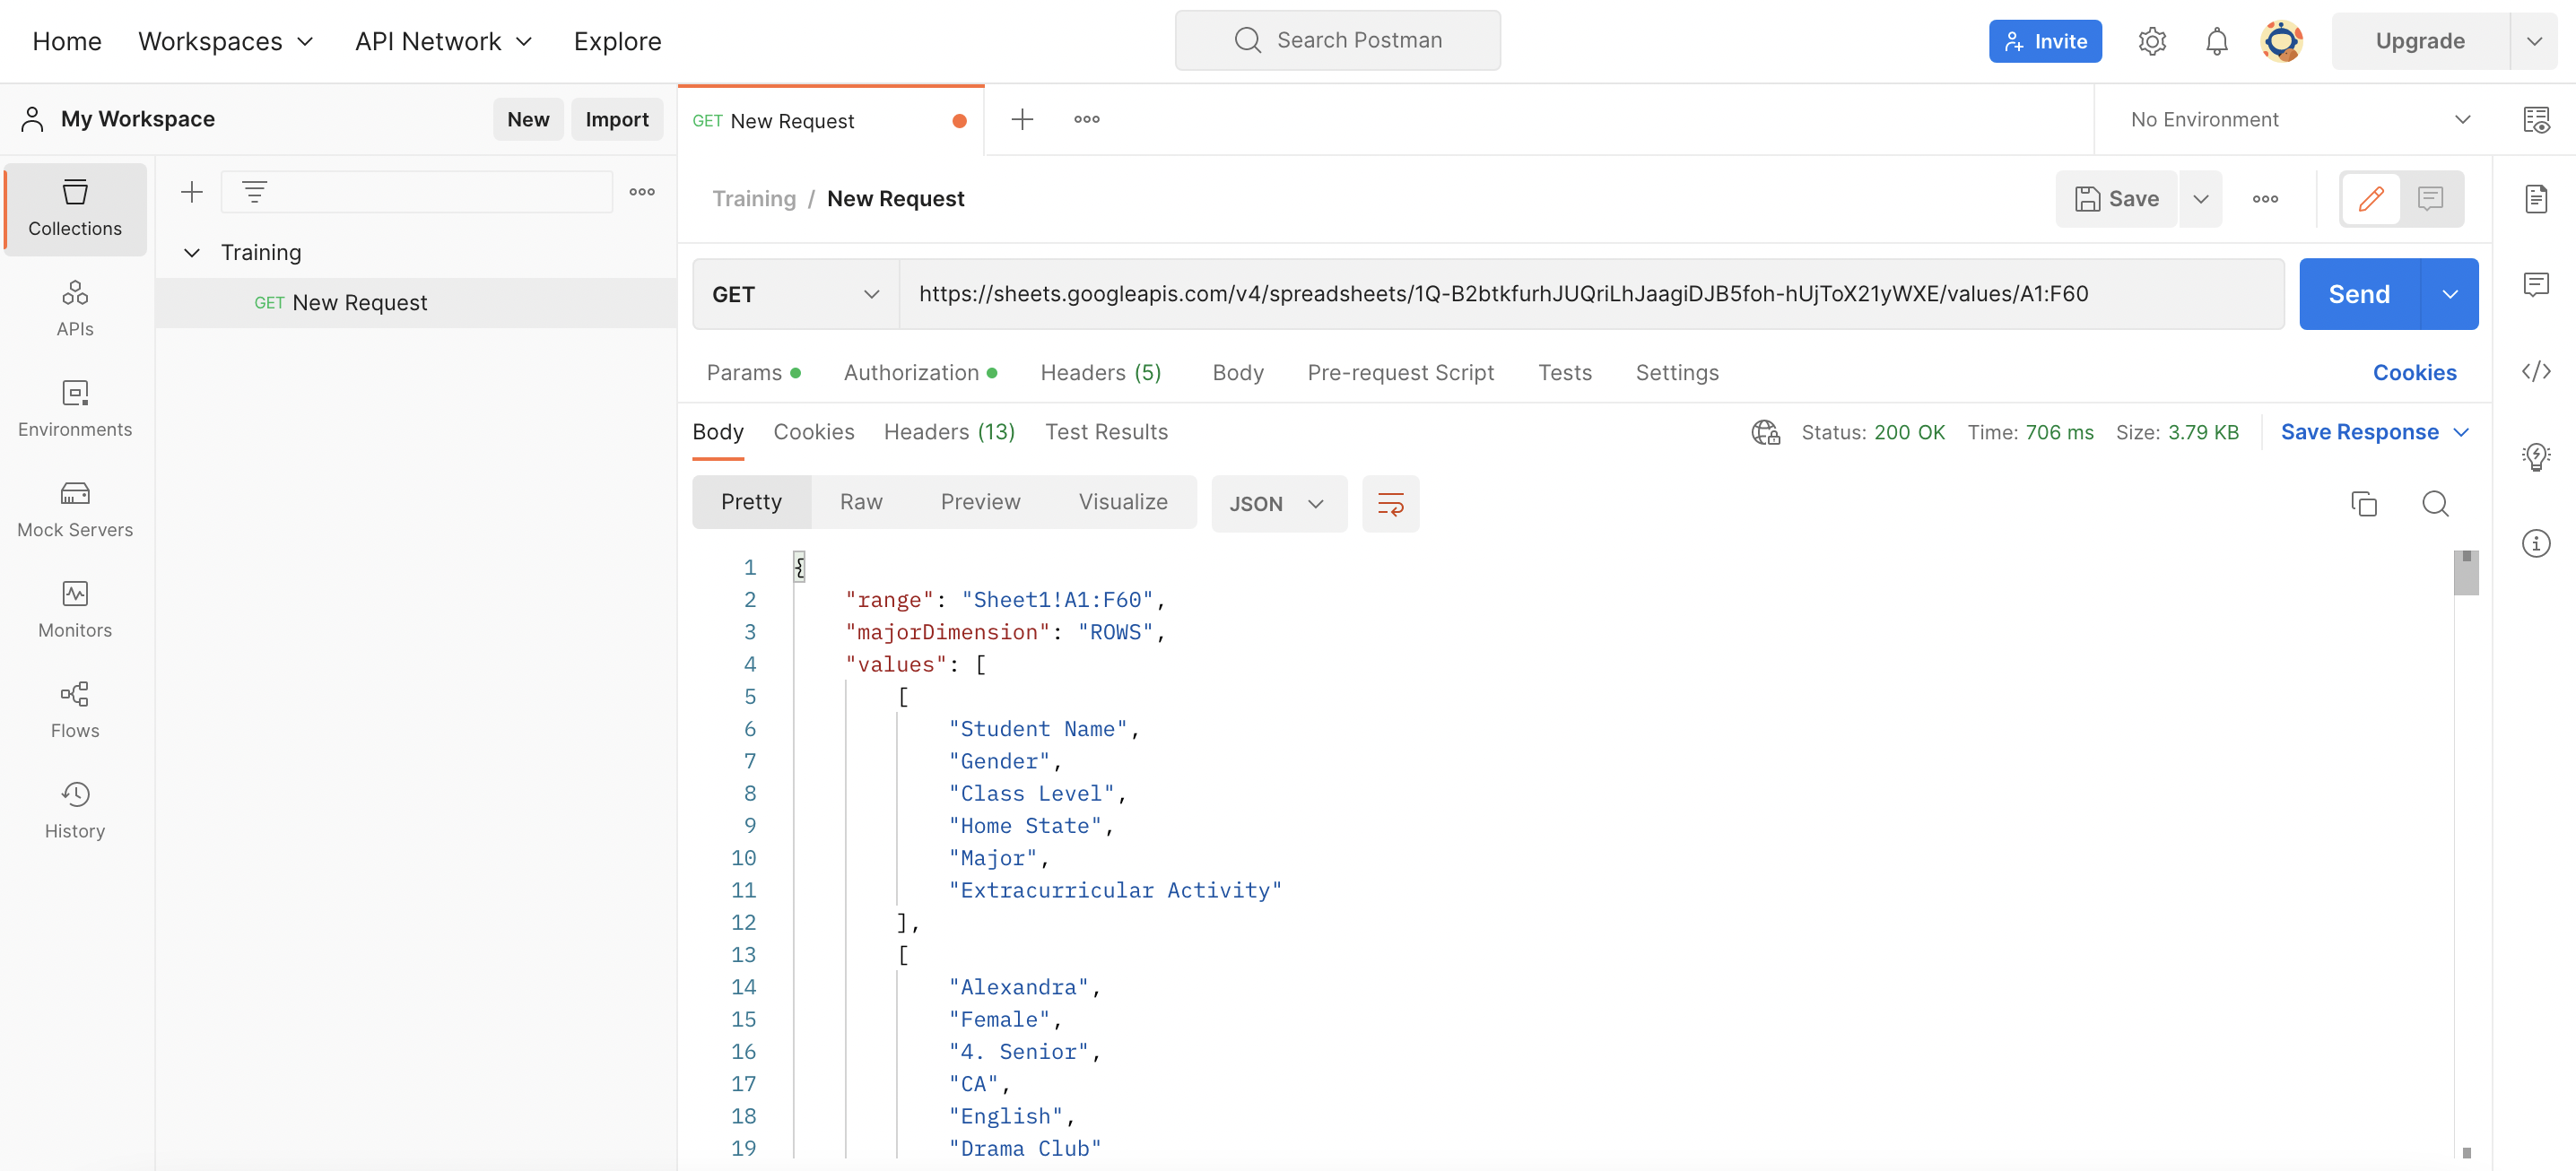 Home Workspaces API Network Explore Search Postman Invite Upgrade
My Workspace New Import GET New Request No Environment
Collections
APIs
Environments
Mock Servers
Monitors
Flows
History
Training
GET New Request
Training / New Request Save
GET https://sheets.googleapis.com/v4/spreadsheets/1Q-B2btkfurhJUQriLhJaagiDJB5foh-hUjToX21yWXE/values/A1:F60 Send
Params Authorization Headers (5) Body Pre-request Script Tests Settings Cookies
Body Cookies Headers (13) Test Results Status: 200 OK Time: 706 ms Size: 3.79 KB Save Response
Pretty Raw Preview Visualize JSON
1 {
2 "range": "Sheet1!A1:F60",
3 "majorDimension": "ROWS",
4 "values": [
5 [
6 "Student Name",
7 "Gender",
8 "Class Level",
9 "Home State",
10 "Major",
11 "Extracurricular Activity"
12 ],
13 [
14 "Alexandra",
15 "Female",
16 "4. Senior",
17 "CA",
18 "English",
19 "Drama Club"